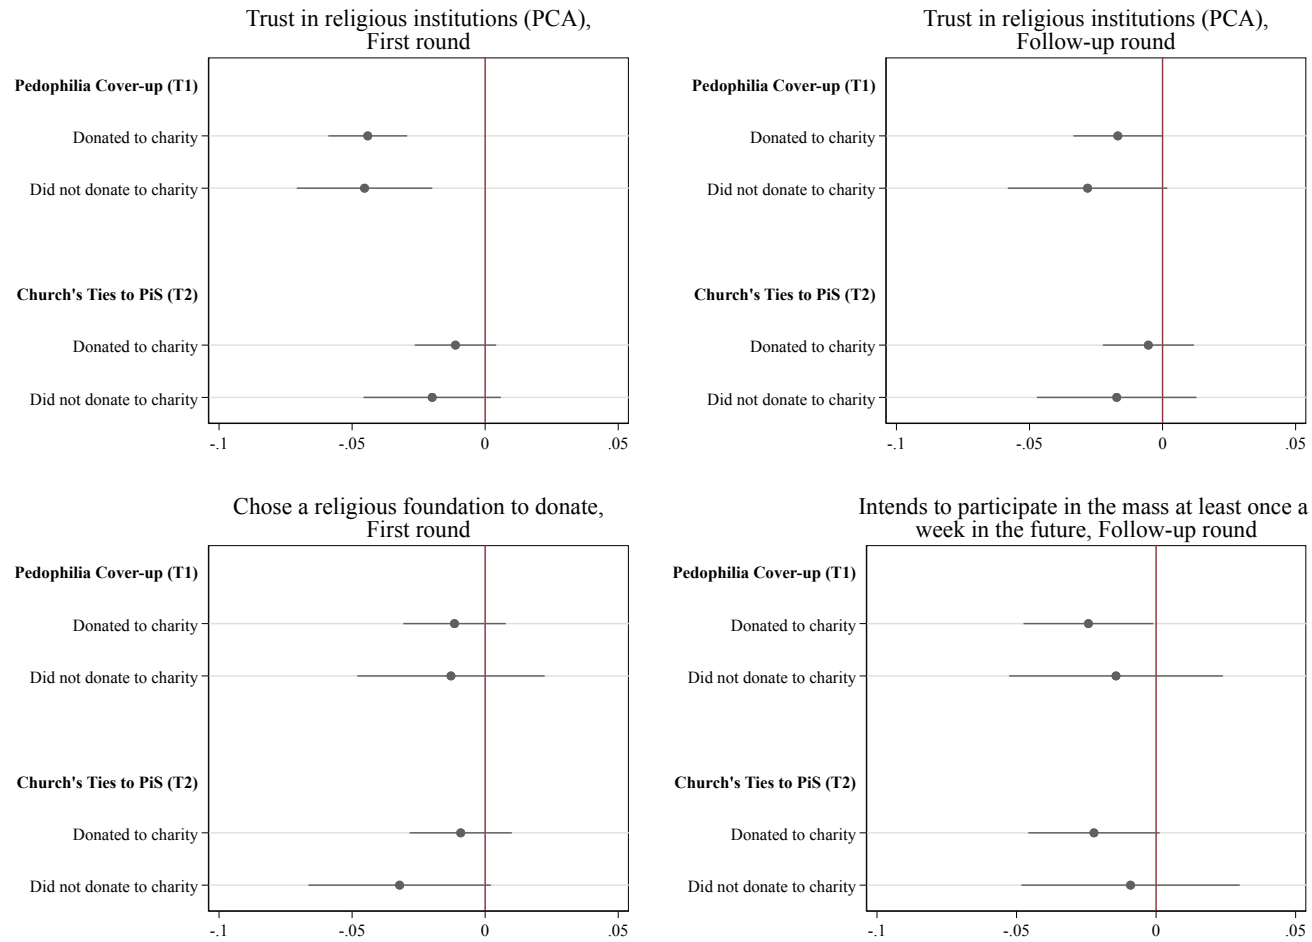 Trust in religious institutions (PCA),
First round
Pedophilia Cover-up (T1)
Donated to charity
Did not donate to charity
Church's Ties to PiS (T2)
Donated to charity
Did not donate to charity
-.1 -.05 0 .05
Trust in religious institutions (PCA),
Follow-up round
Pedophilia Cover-up (T1)
Donated to charity
Did not donate to charity
Church's Ties to PiS (T2)
Donated to charity
Did not donate to charity
-.1 -.05 0 .05
Chose a religious foundation to donate,
First round
Pedophilia Cover-up (T1)
Donated to charity
Did not donate to charity
Church's Ties to PiS (T2)
Donated to charity
Did not donate to charity
-.1 -.05 0 .05
Intends to participate in the mass at least once a
week in the future, Follow-up round
Pedophilia Cover-up (T1)
Donated to charity
Did not donate to charity
Church's Ties to PiS (T2)
Donated to charity
Did not donate to charity
-.1 -.05 0 .05